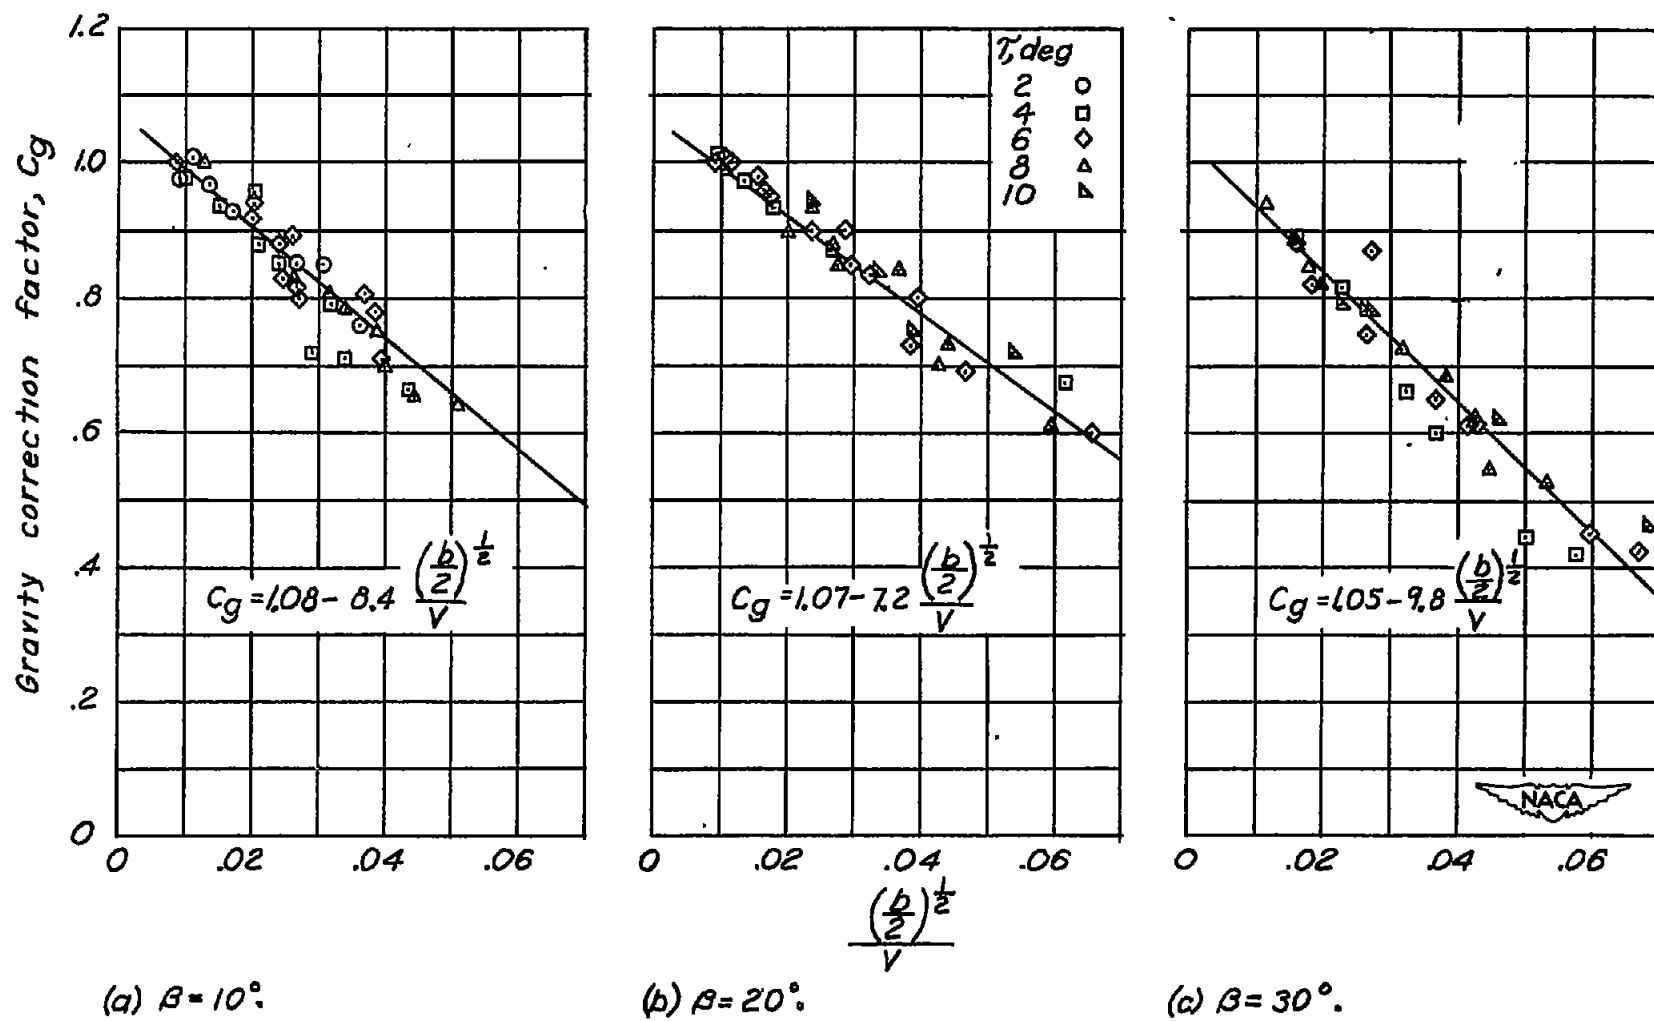 Gravity correction factor, Cg
1.2
1.0
.8
.6
.4
.2
0
τ, deg
2
4
6
8
10
Cg = 1.08 - 8.4 (b/2)^1/2 / V
Cg = 1.07 - 7.2 (b/2)^1/2 / V
Cg = 1.05 - 9.8 (b/2)^1/2 / V
NACA
0 .02 .04 .06
0 .02 .04 .06
0 .02 .04 .06
(b/2)^1/2 / V
(a) β = 10°.
(b) β = 20°.
(c) β = 30°.